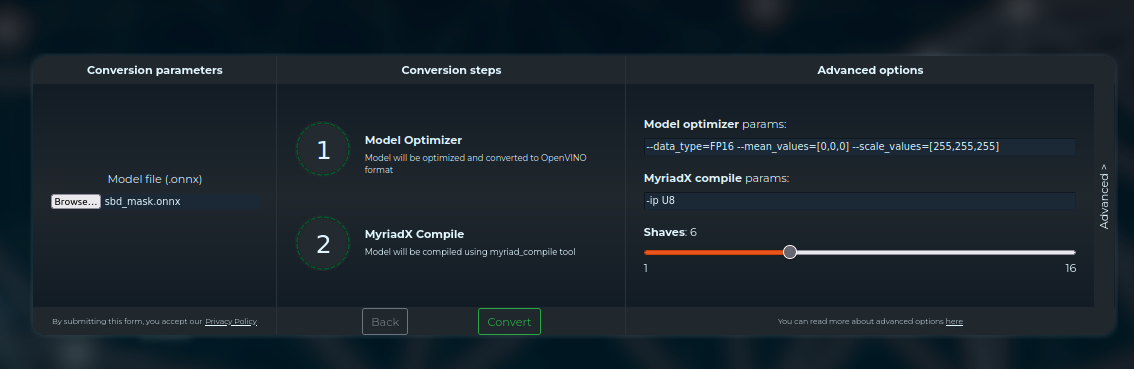 Conversion parameters
Conversion steps
Advanced options
Model file (.onnx)
Browse... sbd_mask.onnx
1
Model Optimizer
Model will be optimized and converted to OpenVINO
format
2
MyriadX Compile
Model will be compiled using myriad_compile tool
Model optimizer params:
--data_type=FP16 --mean_values=[0,0,0] --scale_values=[255,255,255]
MyriadX compile params:
-ip U8
Shaves: 6
1 16
Advanced >
By submitting this form, you accept our Privacy Policy
Back
Convert
You can read more about advanced options here